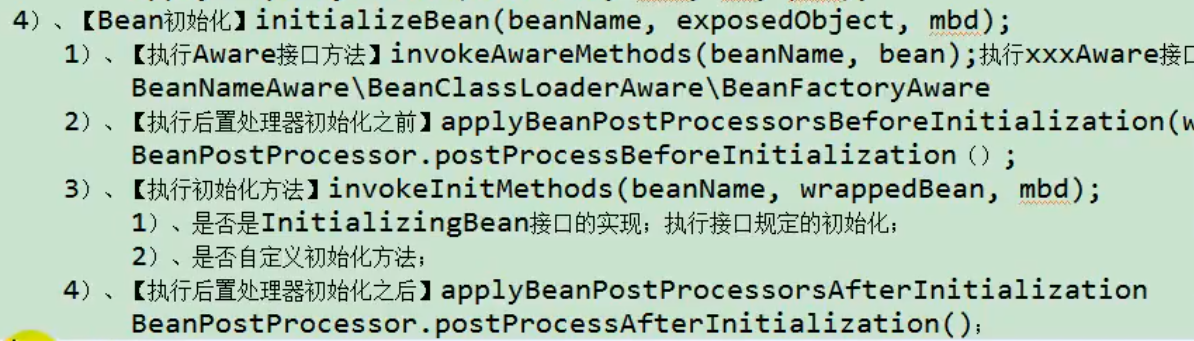 4）、【Bean初始化】initializeBean(beanName, exposedObject, mbd);
1）、【执行Aware接口方法】invokeAwareMethods(beanName, bean);执行xxxAware接口
BeanNameAware\BeanClassLoaderAware\BeanFactoryAware
2）、【执行后置处理器初始化之前】applyBeanPostProcessorsBeforeInitialization(w
BeanPostProcessor.postProcessBeforeInitialization（）;
3）、【执行初始化方法】invokeInitMethods(beanName, wrappedBean, mbd);
1）、是否是InitializingBean接口的实现；执行接口规定的初始化；
2）、是否自定义初始化方法；
4）、【执行后置处理器初始化之后】applyBeanPostProcessorsAfterInitialization
BeanPostProcessor.postProcessAfterInitialization()；